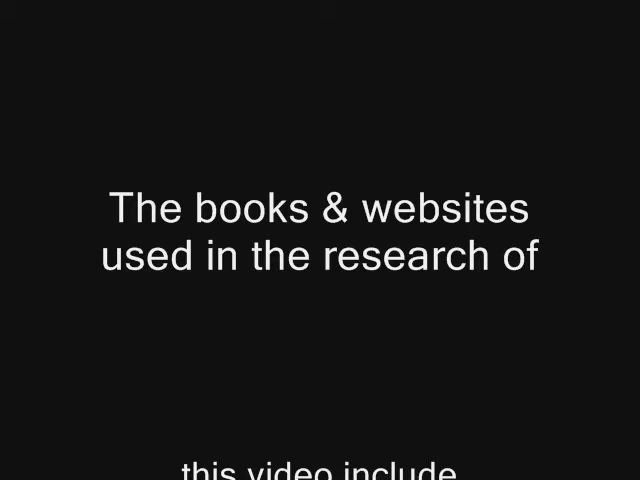 The books & websites
used in the research of
this video include